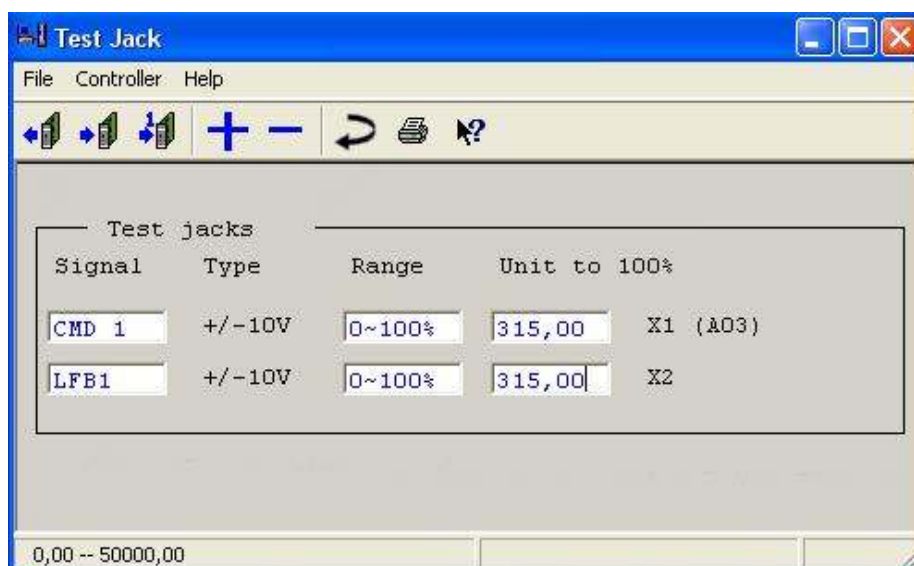 Test Jack
File Controller Help
1
?
Test jacks
Signal Type Range Unit to 100%
CMD 1 +/-10V 0~100% 315,00 X1 (AO3)
LFB1 +/-10V 0~100% 315,00 X2
0,00 -- 50000,00